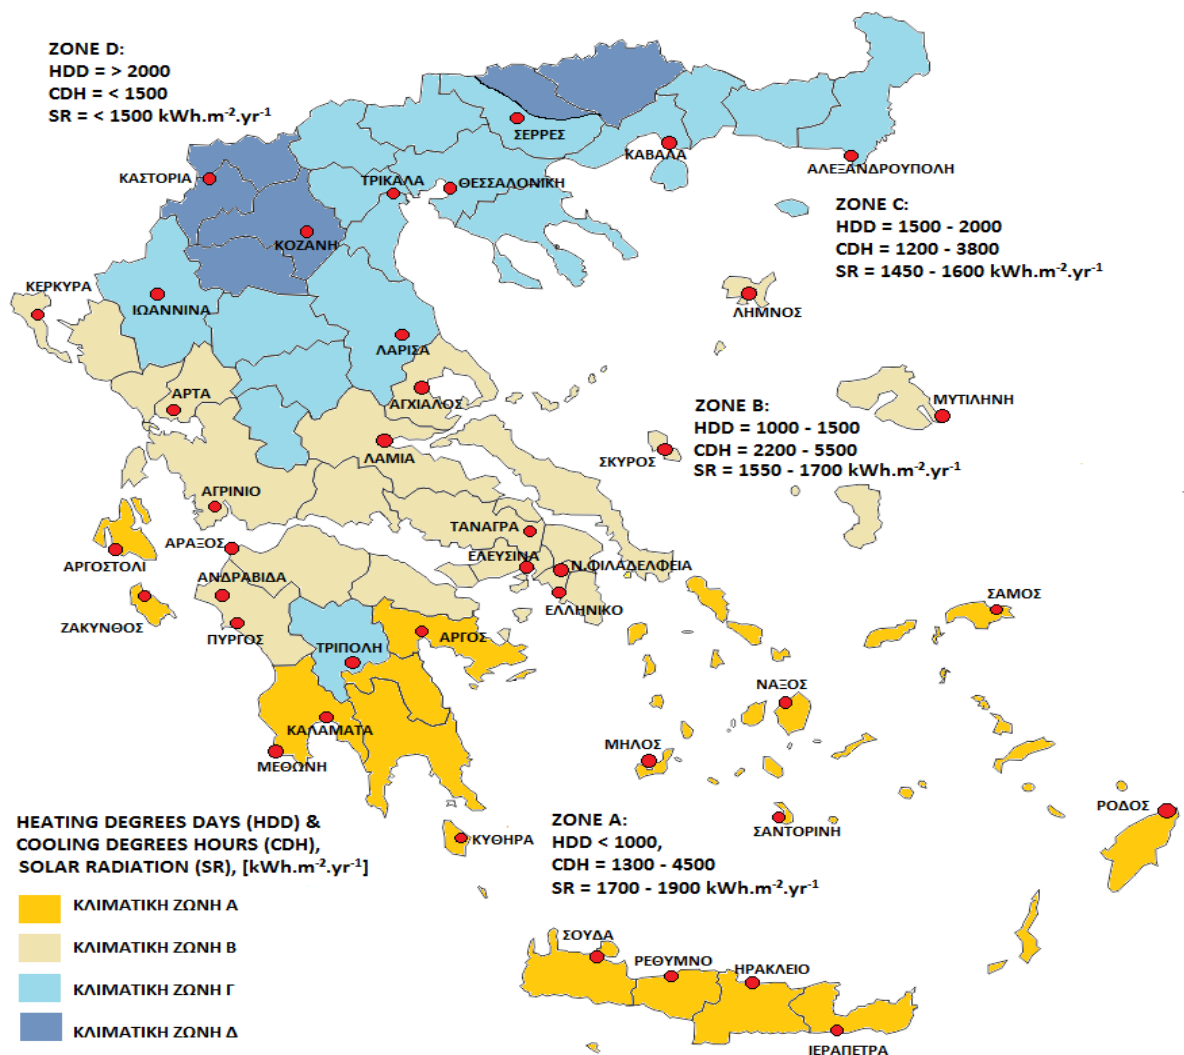 ZONE D:
HDD = > 2000
CDH = < 1500
SR = < 1500 kWh.m⁻².yr⁻¹
ΣΕΡΡΕΣ
ΚΑΒΑΛΑ
ΑΛΕΞΑΝΔΡΟΥΠΟΛΗ
ΚΑΣΤΟΡΙΑ
ΤΡΙΚΑΛΑ
ΘΕΣΣΑΛΟΝΙΚΗ
ΚΟΖΑΝΗ
ZONE C:
HDD = 1500 - 2000
CDH = 1200 - 3800
SR = 1450 - 1600 kWh.m⁻².yr⁻¹
ΚΕΡΚΥΡΑ
ΙΩΑΝΝΙΝΑ
ΛΗΜΝΟΣ
ΛΑΡΙΣΑ
ΑΡΤΑ
ΑΓΧΙΑΛΟΣ
ZONE B:
HDD = 1000 - 1500
CDH = 2200 - 5500
SR = 1550 - 1700 kWh.m⁻².yr⁻¹
ΜΥΤΙΛΗΝΗ
ΛΑΜΙΑ
ΣΚΥΡΟΣ
ΑΓΡΙΝΙΟ
ΤΑΝΑΓΡΑ
ΑΡΑΞΟΣ
ΕΛΕΥΣΙΝΑ
Ν.ΦΙΛΑΔΕΛΦΕΙΑ
ΑΡΓΟΣΤΟΛΙ
ΑΝΔΡΑΒΙΔΑ
ΕΛΛΗΝΙΚΟ
ΣΑΜΟΣ
ΖΑΚΥΝΘΟΣ
ΠΥΡΓΟΣ
ΤΡΙΠΟΛΗ
ΑΡΓΟΣ
ΝΑΞΟΣ
ΚΑΛΑΜΑΤΑ
ΜΕΘΩΝΗ
ΜΗΛΟΣ
ΣΑΝΤΟΡΙΝΗ
ΡΟΔΟΣ
ΚΥΘΗΡΑ
ZONE A:
HDD < 1000,
CDH = 1300 - 4500
SR = 1700 - 1900 kWh.m⁻².yr⁻¹
HEATING DEGREES DAYS (HDD) &
COOLING DEGREES HOURS (CDH),
SOLAR RADIATION (SR), [kWh.m⁻².yr⁻¹]
ΚΛΙΜΑΤΙΚΗ ΖΩΝΗ Α
ΚΛΙΜΑΤΙΚΗ ΖΩΝΗ Β
ΚΛΙΜΑΤΙΚΗ ΖΩΝΗ Γ
ΚΛΙΜΑΤΙΚΗ ΖΩΝΗ Δ
ΣΟΥΔΑ
ΡΕΘΥΜΝΟ
ΗΡΑΚΛΕΙΟ
ΙΕΡΑΠΕΤΡΑ